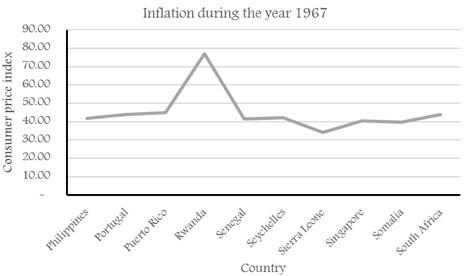 Inflation during the year 1967
Consumer price index
90.00
80.00
70.00
60.00
50.00
40.00
30.00
20.00
10.00
-
Philippines
Portugal
Puerto Rico
Rwanda
Senegal
Seychelles
Sierra Leone
Singapore
Somalia
South Africa
Country